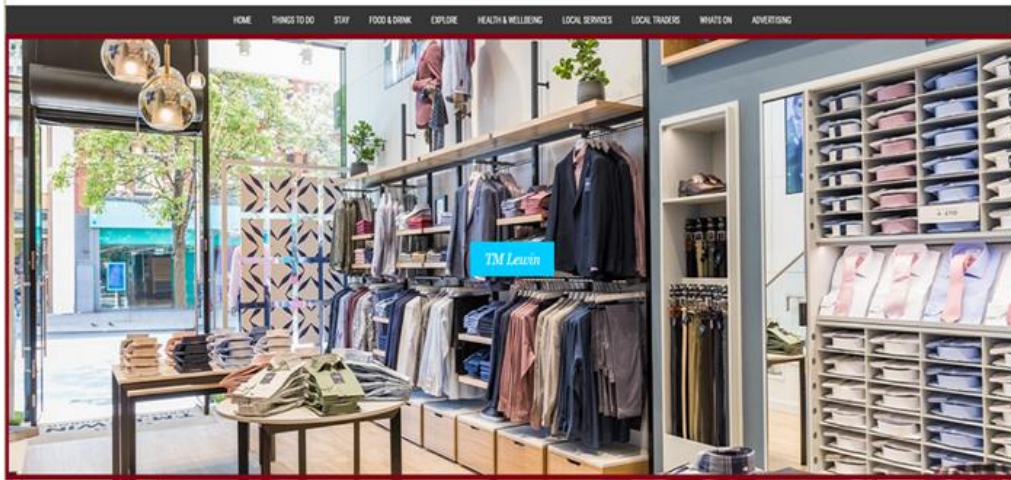 HOME THINGS TO DO STAY FOOD & DRINK EXPLORE HEALTH & WELLBEING LOCAL SERVICES LOCAL TRADERS WHATS ON ADVERTISING
TM Lewin